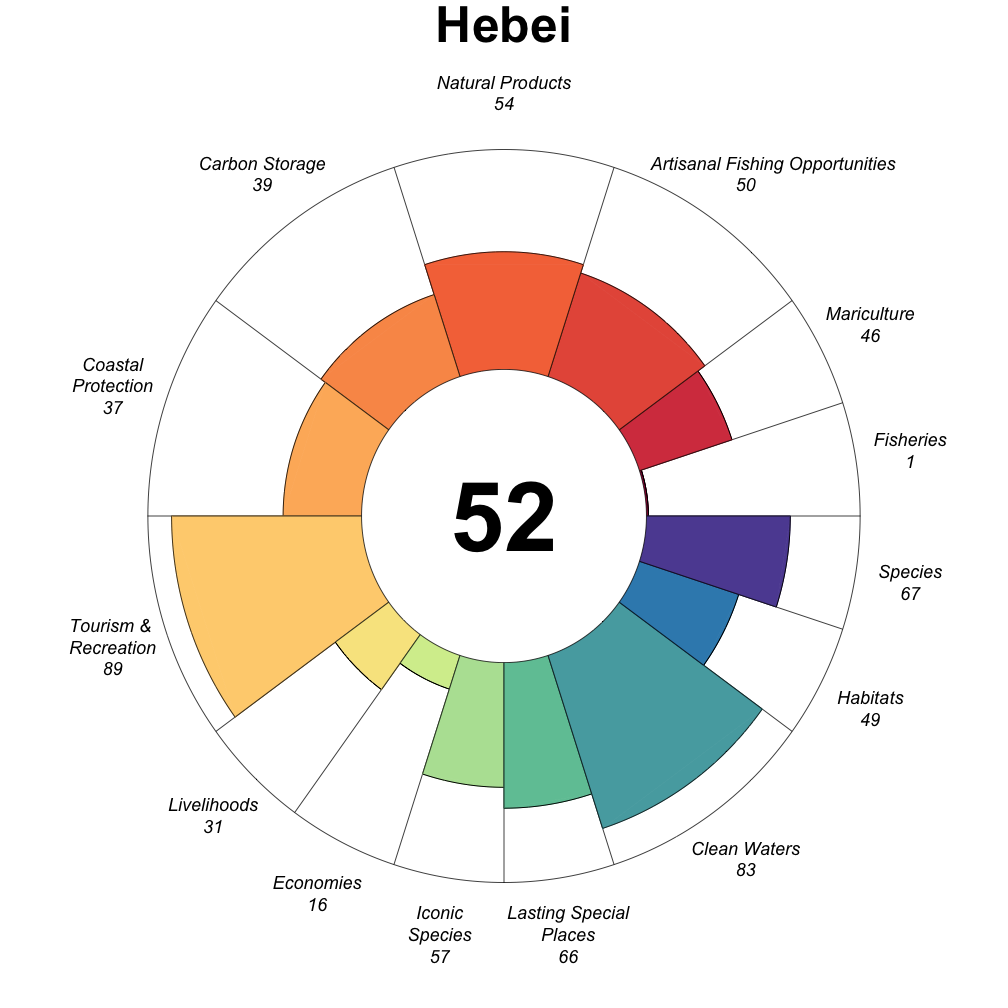 Hebei
Natural Products
54
Artisanal Fishing Opportunities
50
Carbon Storage
39
Mariculture
46
Coastal
Protection
37
Fisheries
1
52
Species
67
Tourism &
Recreation
89
Habitats
49
Livelihoods
31
Clean Waters
83
Economies
16
Iconic
Species
57
Lasting Special
Places
66